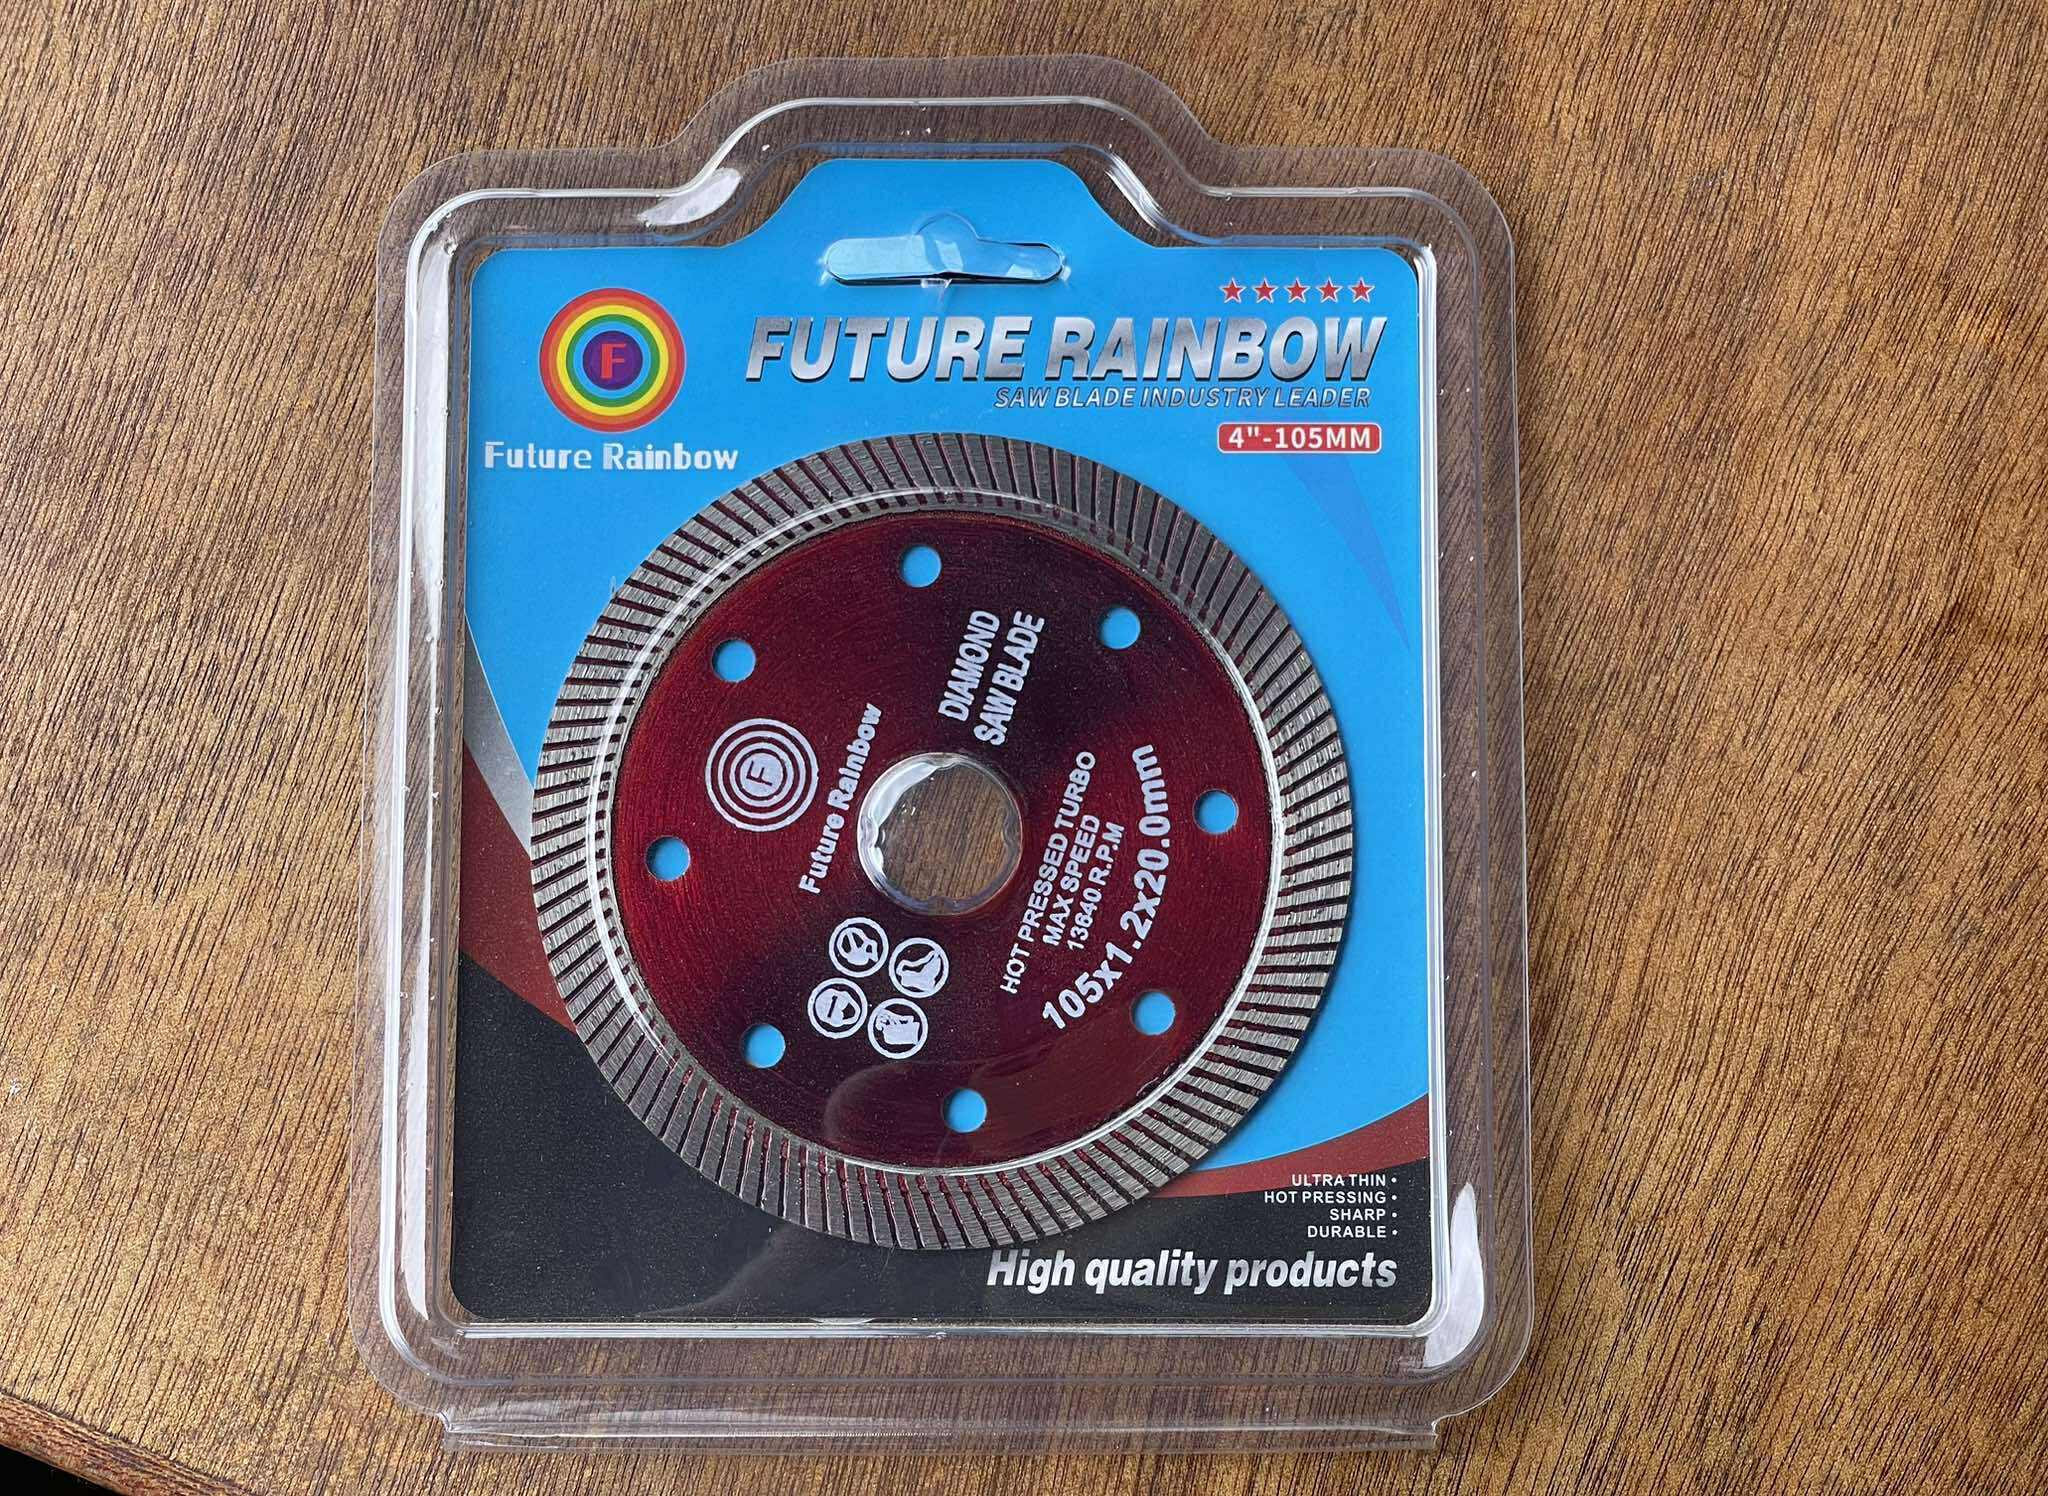 F
Future Rainbow
FUTURE RAINBOW
SAW BLADE INDUSTRY LEADER
4"-105MM
DIAMOND
SAW BLADE
F
Future Rainbow
HOT PRESSED TURBO
MAX SPEED
13640 R.P.M
105x1.2x20.0mm
ULTRA THIN •
HOT PRESSING •
SHARP •
DURABLE •
High quality products